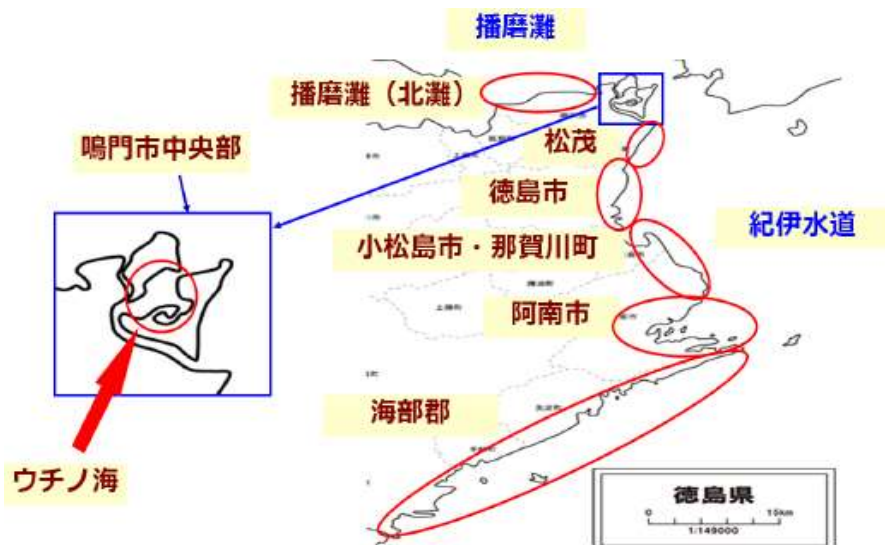 播磨灘
播磨灘（北灘）
鳴門市中央部
松茂
徳島市
紀伊水道
小松島市・那賀川町
阿南市
海部郡
ウチノ海
徳島県
0 15km
1:149000